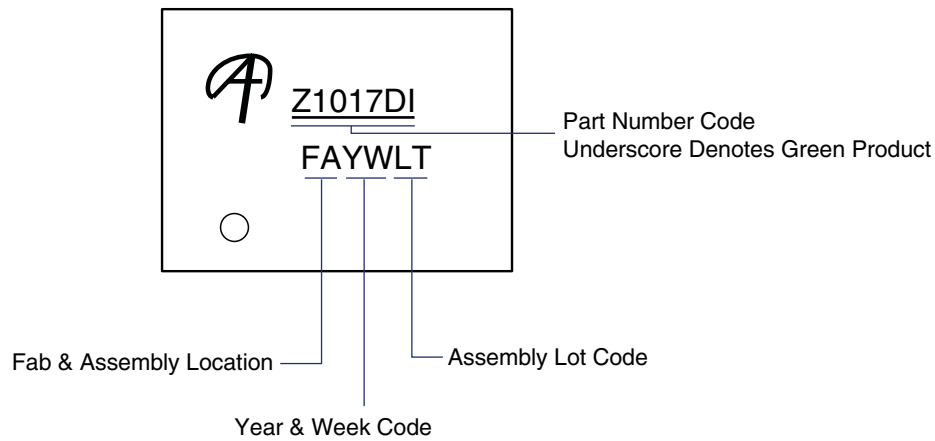 Z1017DI
Part Number Code
Underscore Denotes Green Product
FAYWLT
Fab & Assembly Location
Assembly Lot Code
Year & Week Code